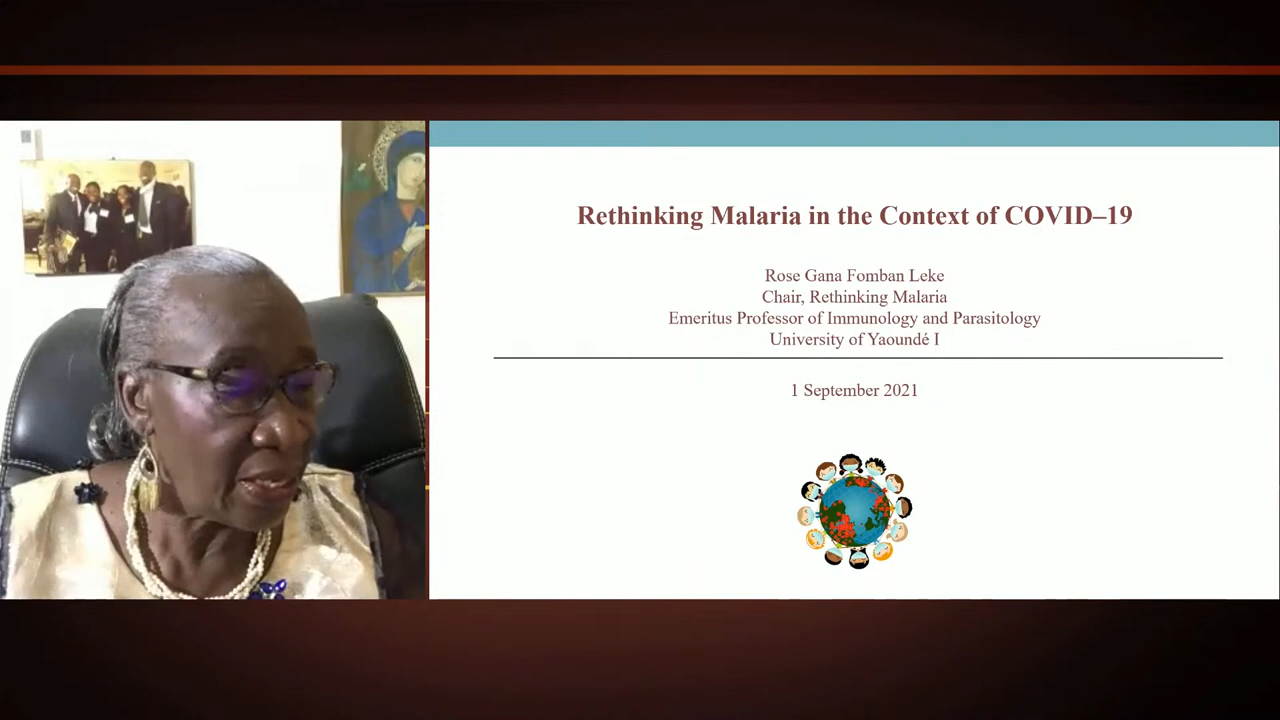 Rethinking Malaria in the Context of COVID–19
Rose Gana Fomban Leke
Chair, Rethinking Malaria
Emeritus Professor of Immunology and Parasitology
University of Yaoundé I
1 September 2021